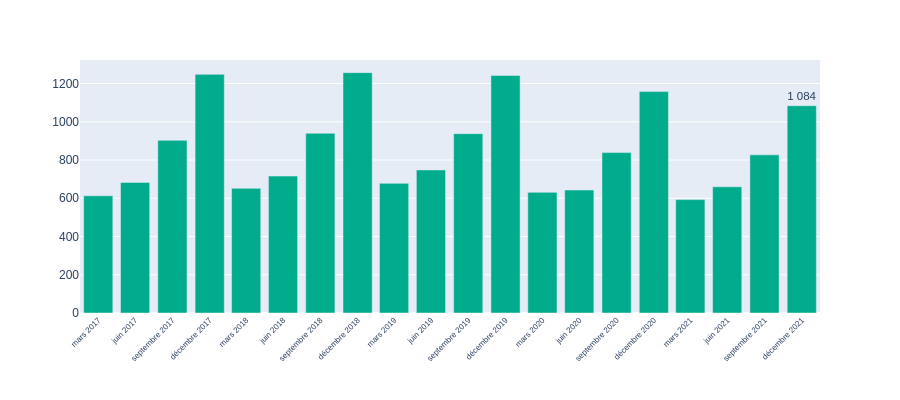 1200
1000
800
600
400
200
0
1 084
mars 2017
juin 2017
septembre 2017
décembre 2017
mars 2018
juin 2018
septembre 2018
décembre 2018
mars 2019
juin 2019
septembre 2019
décembre 2019
mars 2020
juin 2020
septembre 2020
décembre 2020
mars 2021
juin 2021
septembre 2021
décembre 2021